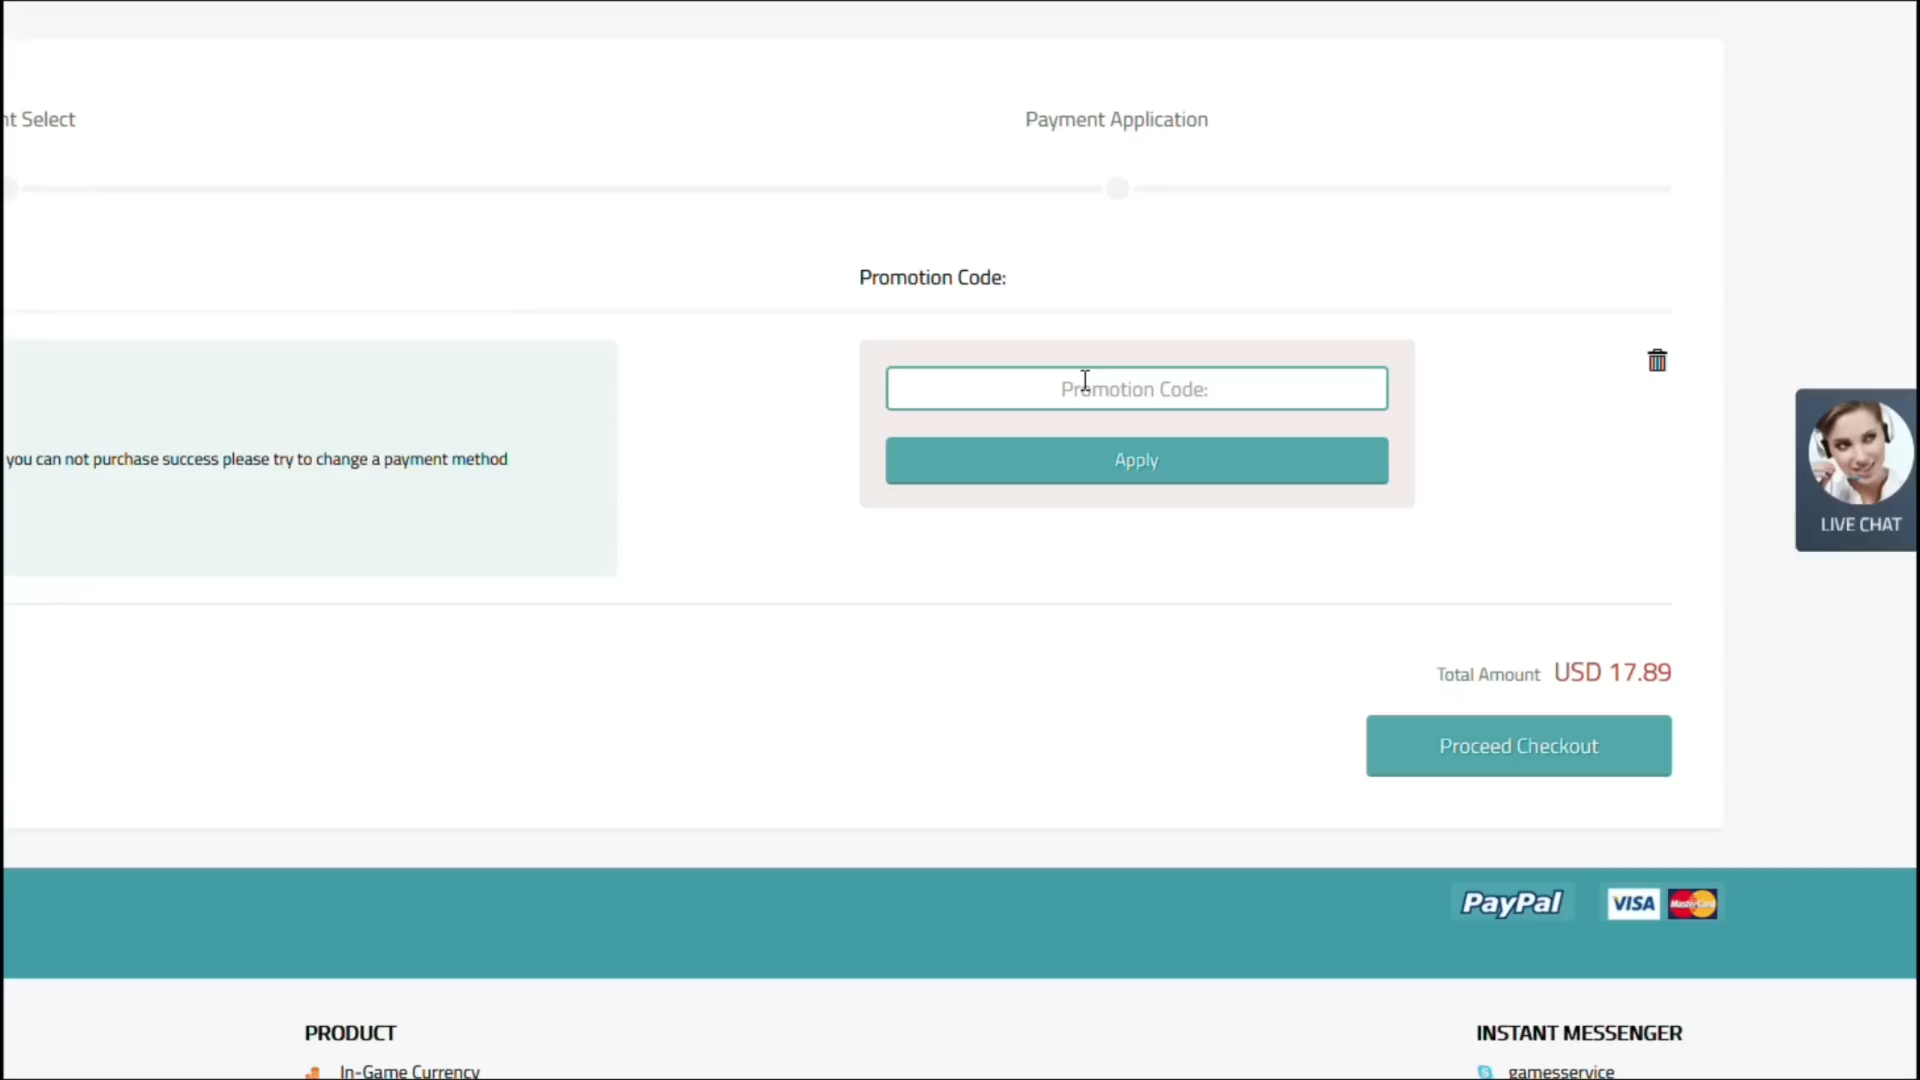 nt Select
Payment Application
Promotion Code:
Promotion Code:
you can not purchase success please try to change a payment method
Apply
LIVE CHAT
Total Amount USD 17.89
Proceed Checkout
PayPal
VISA
MasterCard
PRODUCT
INSTANT MESSENGER
In-Game Currency
gamesservice